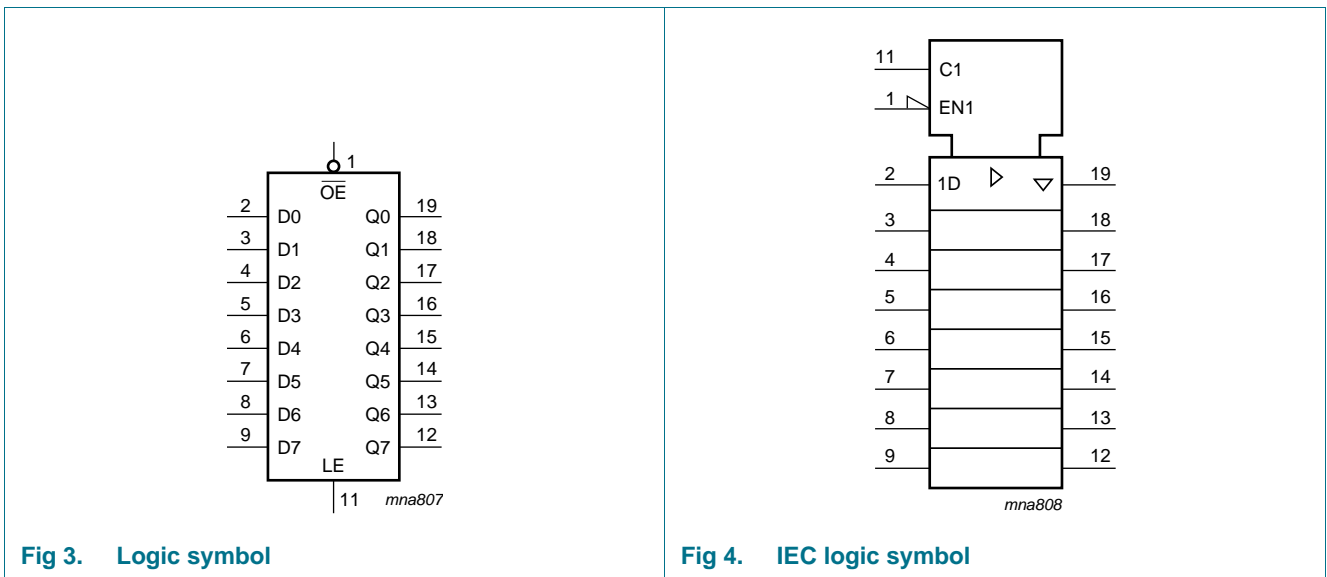 1
OE
2 D0 Q0 19
3 D1 Q1 18
4 D2 Q2 17
5 D3 Q3 16
6 D4 Q4 15
7 D5 Q5 14
8 D6 Q6 13
9 D7 Q7 12
LE
11 mna807
Fig 3. Logic symbol
11 C1
1 EN1
2 1D 19
3 18
4 17
5 16
6 15
7 14
8 13
9 12
mna808
Fig 4. IEC logic symbol